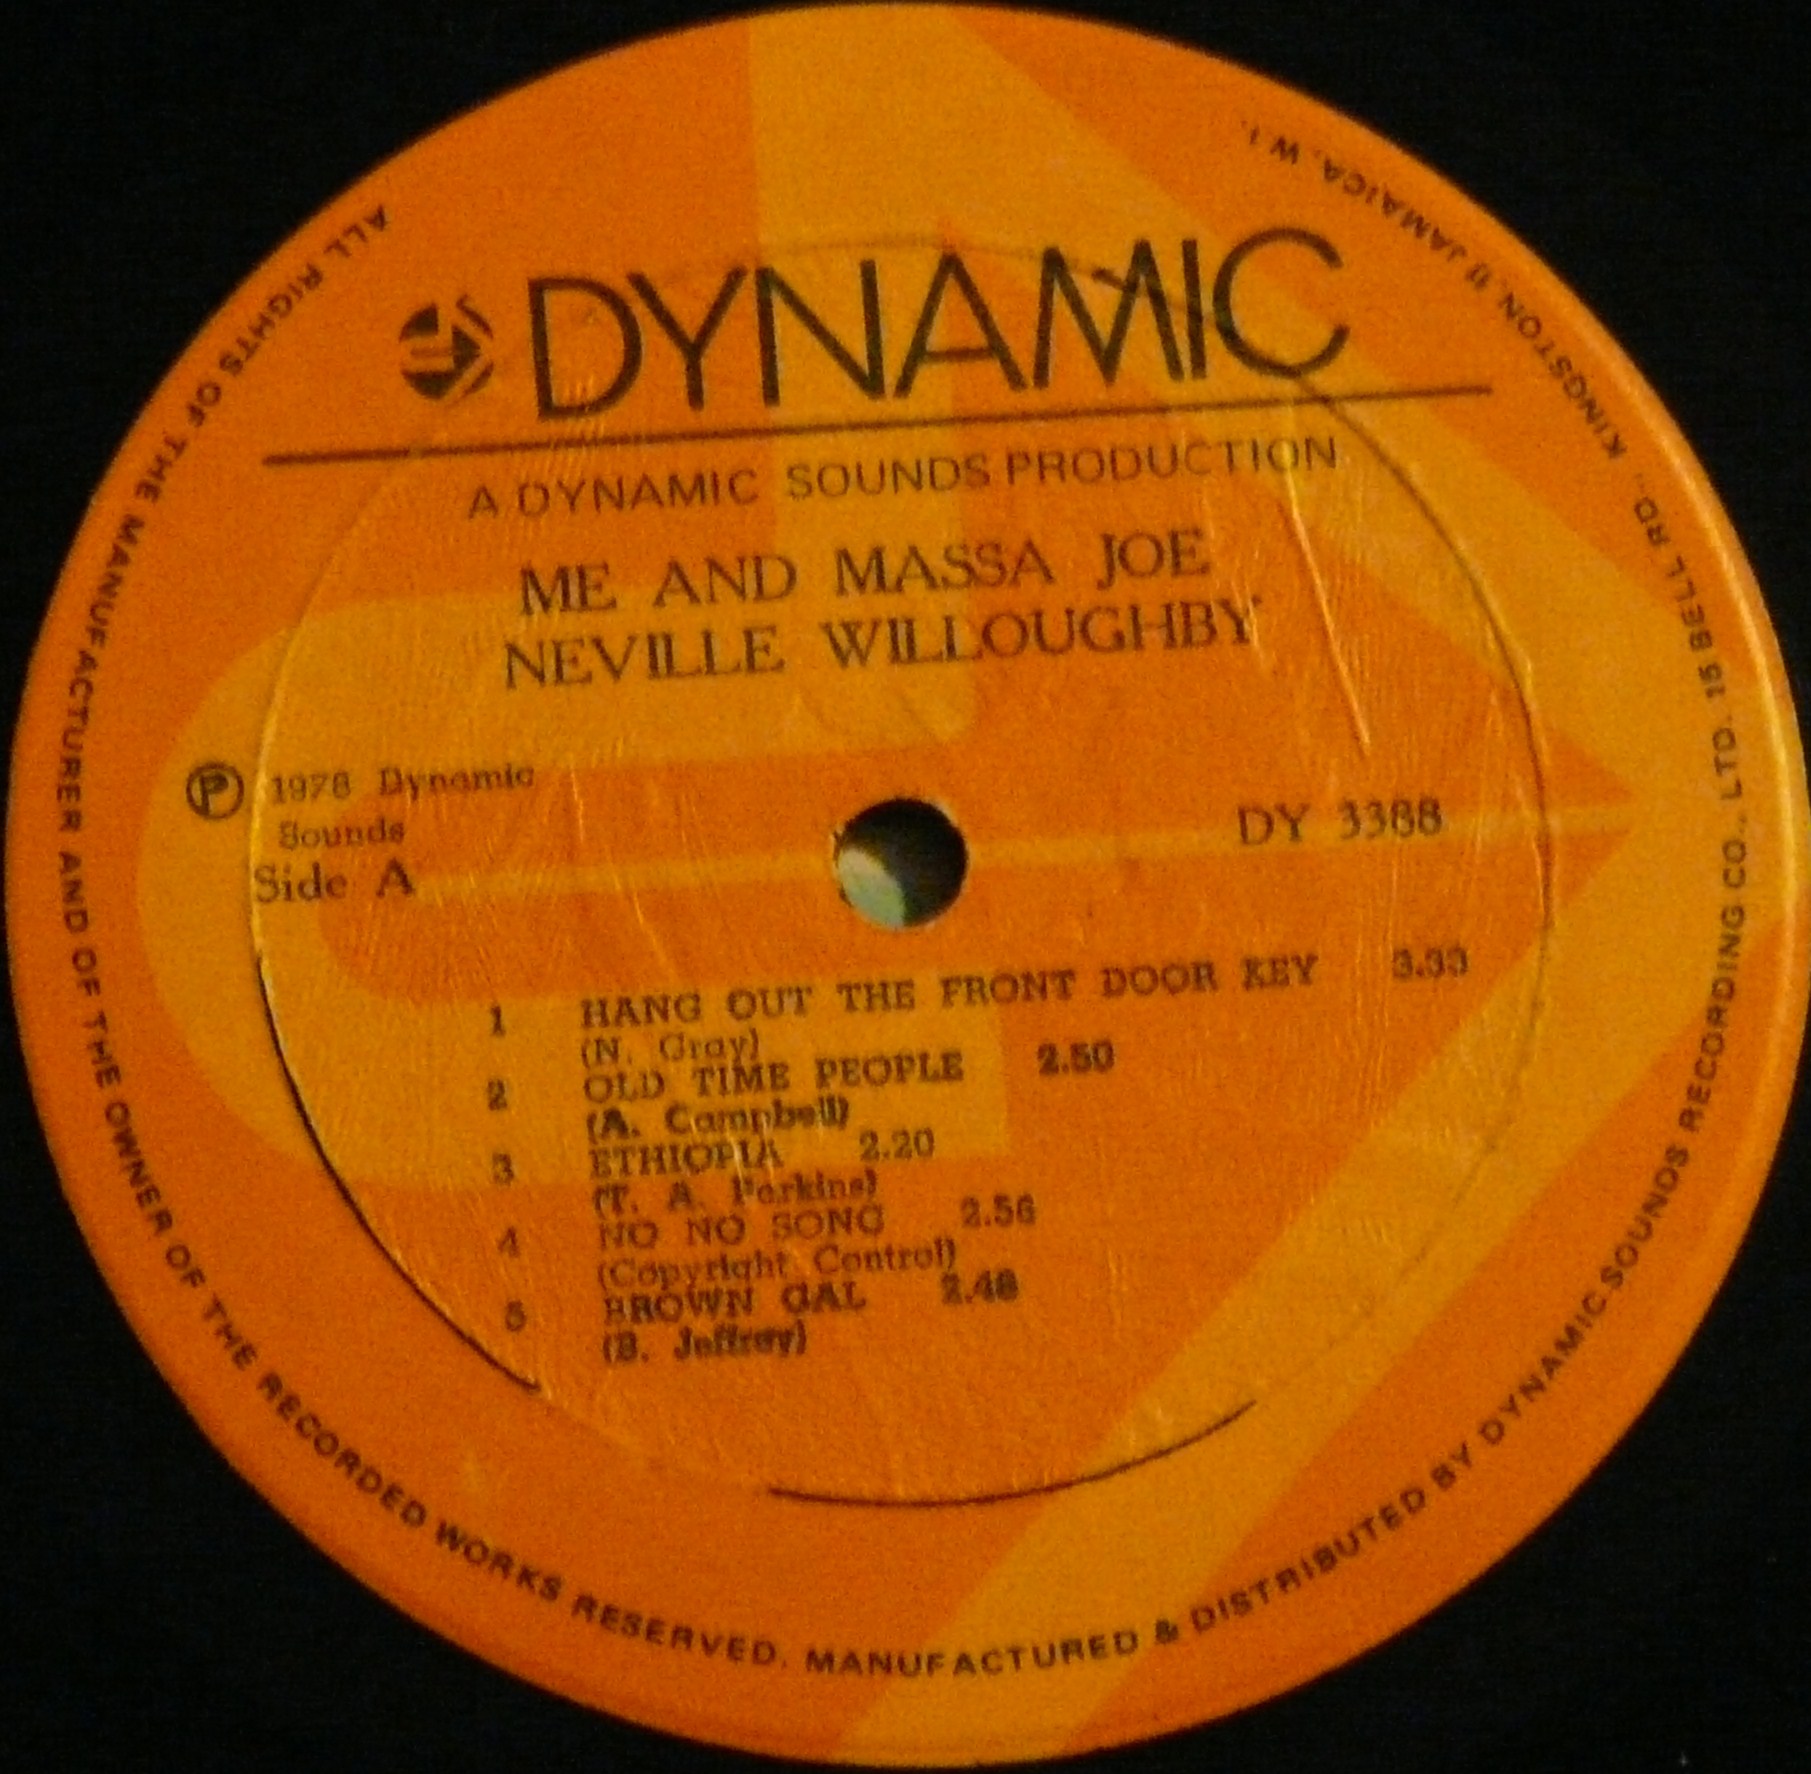 DYNAMIC
A DYNAMIC SOUNDS PRODUCTION
ME AND MASSA JOE
NEVILLE WILLOUGHBY
Ⓟ 1978 Dynamic
Sounds
Side A
DY 3388
1 HANG OUT THE FRONT DOOR KEY 3.33
(N. Gray)
2 OLD TIME PEOPLE 2.50
(A. Campbell)
3 ETHIOPIA 2.20
(T. A. Perkins)
4 NO NO SONG 2.56
(Copyright Control)
5 BROWN GAL 2.48
(B. Jeffrey)
ALL RIGHTS OF THE MANUFACTURER AND OF THE OWNER OF THE RECORDED WORKS RESERVED. MANUFACTURED & DISTRIBUTED BY DYNAMIC SOUNDS RECORDING CO., LTD. 15 BELL RD., KINGSTON, 11 JAMAICA, W.I.